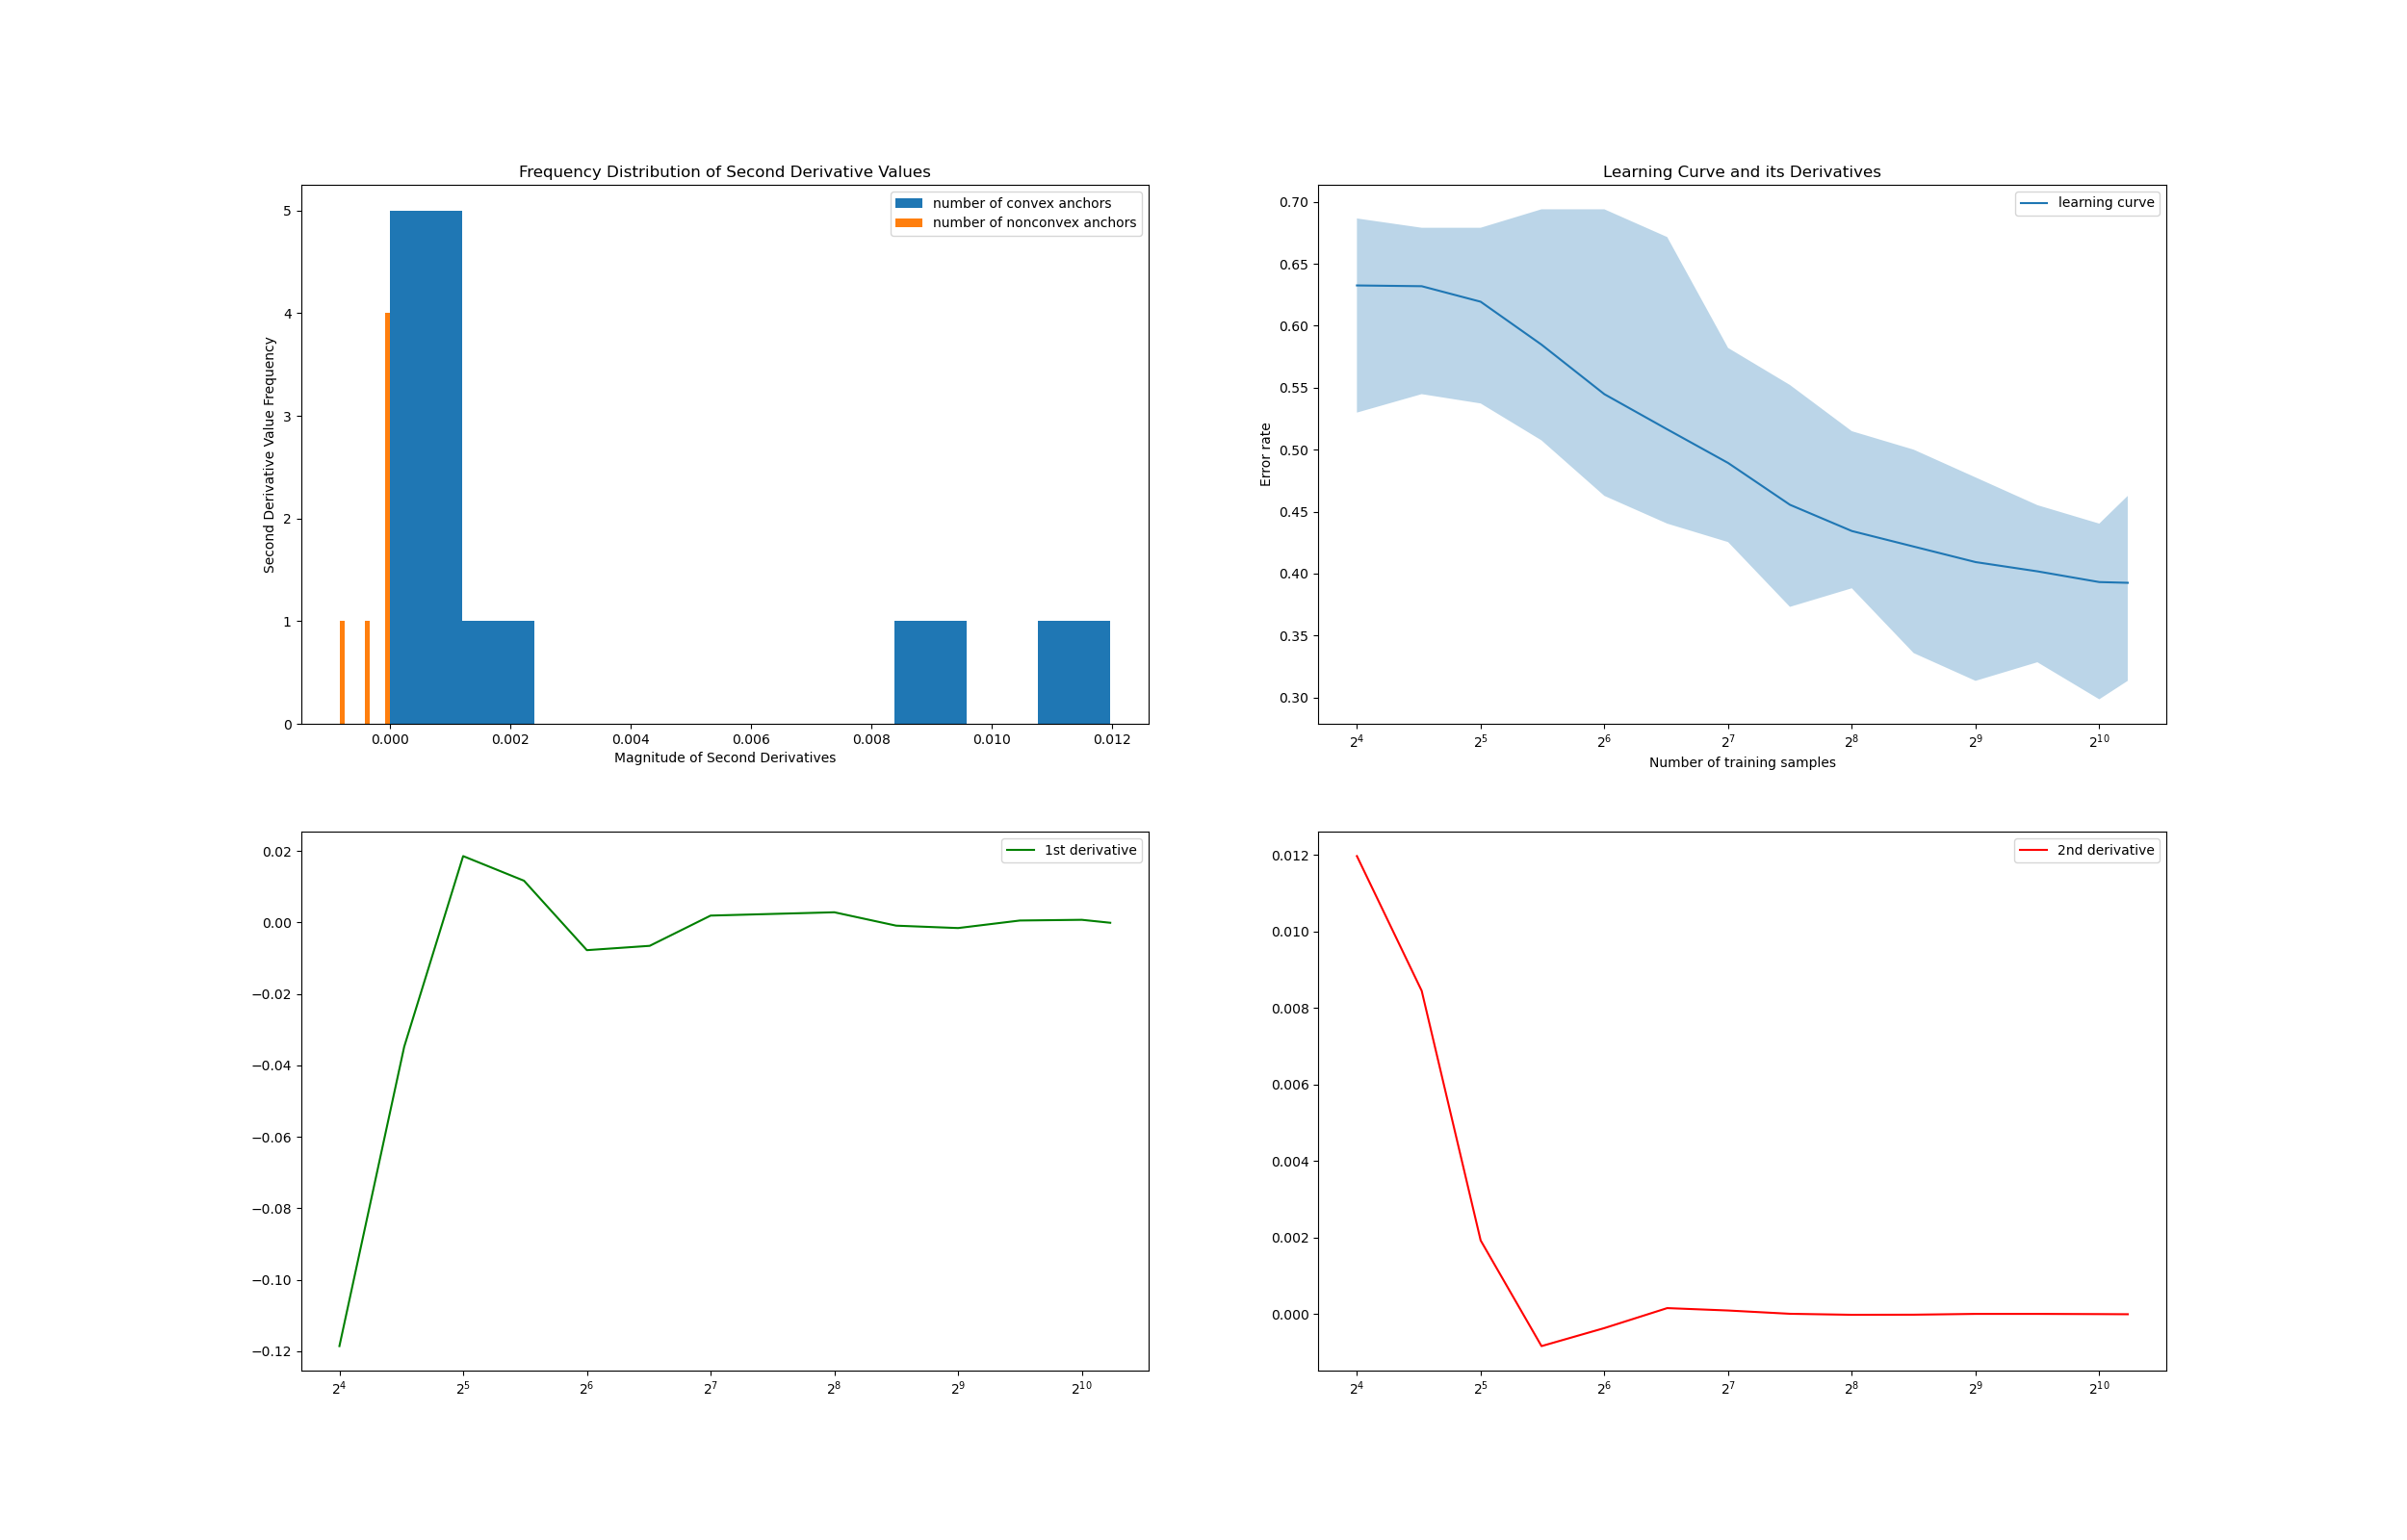 Frequency Distribution of Second Derivative Values
number of convex anchors
number of nonconvex anchors
Second Derivative Value Frequency
5
4
3
2
1
0
0.000 0.002 0.004 0.006 0.008 0.010 0.012
Magnitude of Second Derivatives
Learning Curve and its Derivatives
learning curve
Error rate
0.70
0.65
0.60
0.55
0.50
0.45
0.40
0.35
0.30
2⁴ 2⁵ 2⁶ 2⁷ 2⁸ 2⁹ 2¹⁰
Number of training samples
1st derivative
0.02
0.00
−0.02
−0.04
−0.06
−0.08
−0.10
−0.12
2⁴ 2⁵ 2⁶ 2⁷ 2⁸ 2⁹ 2¹⁰
2nd derivative
0.012
0.010
0.008
0.006
0.004
0.002
0.000
2⁴ 2⁵ 2⁶ 2⁷ 2⁸ 2⁹ 2¹⁰